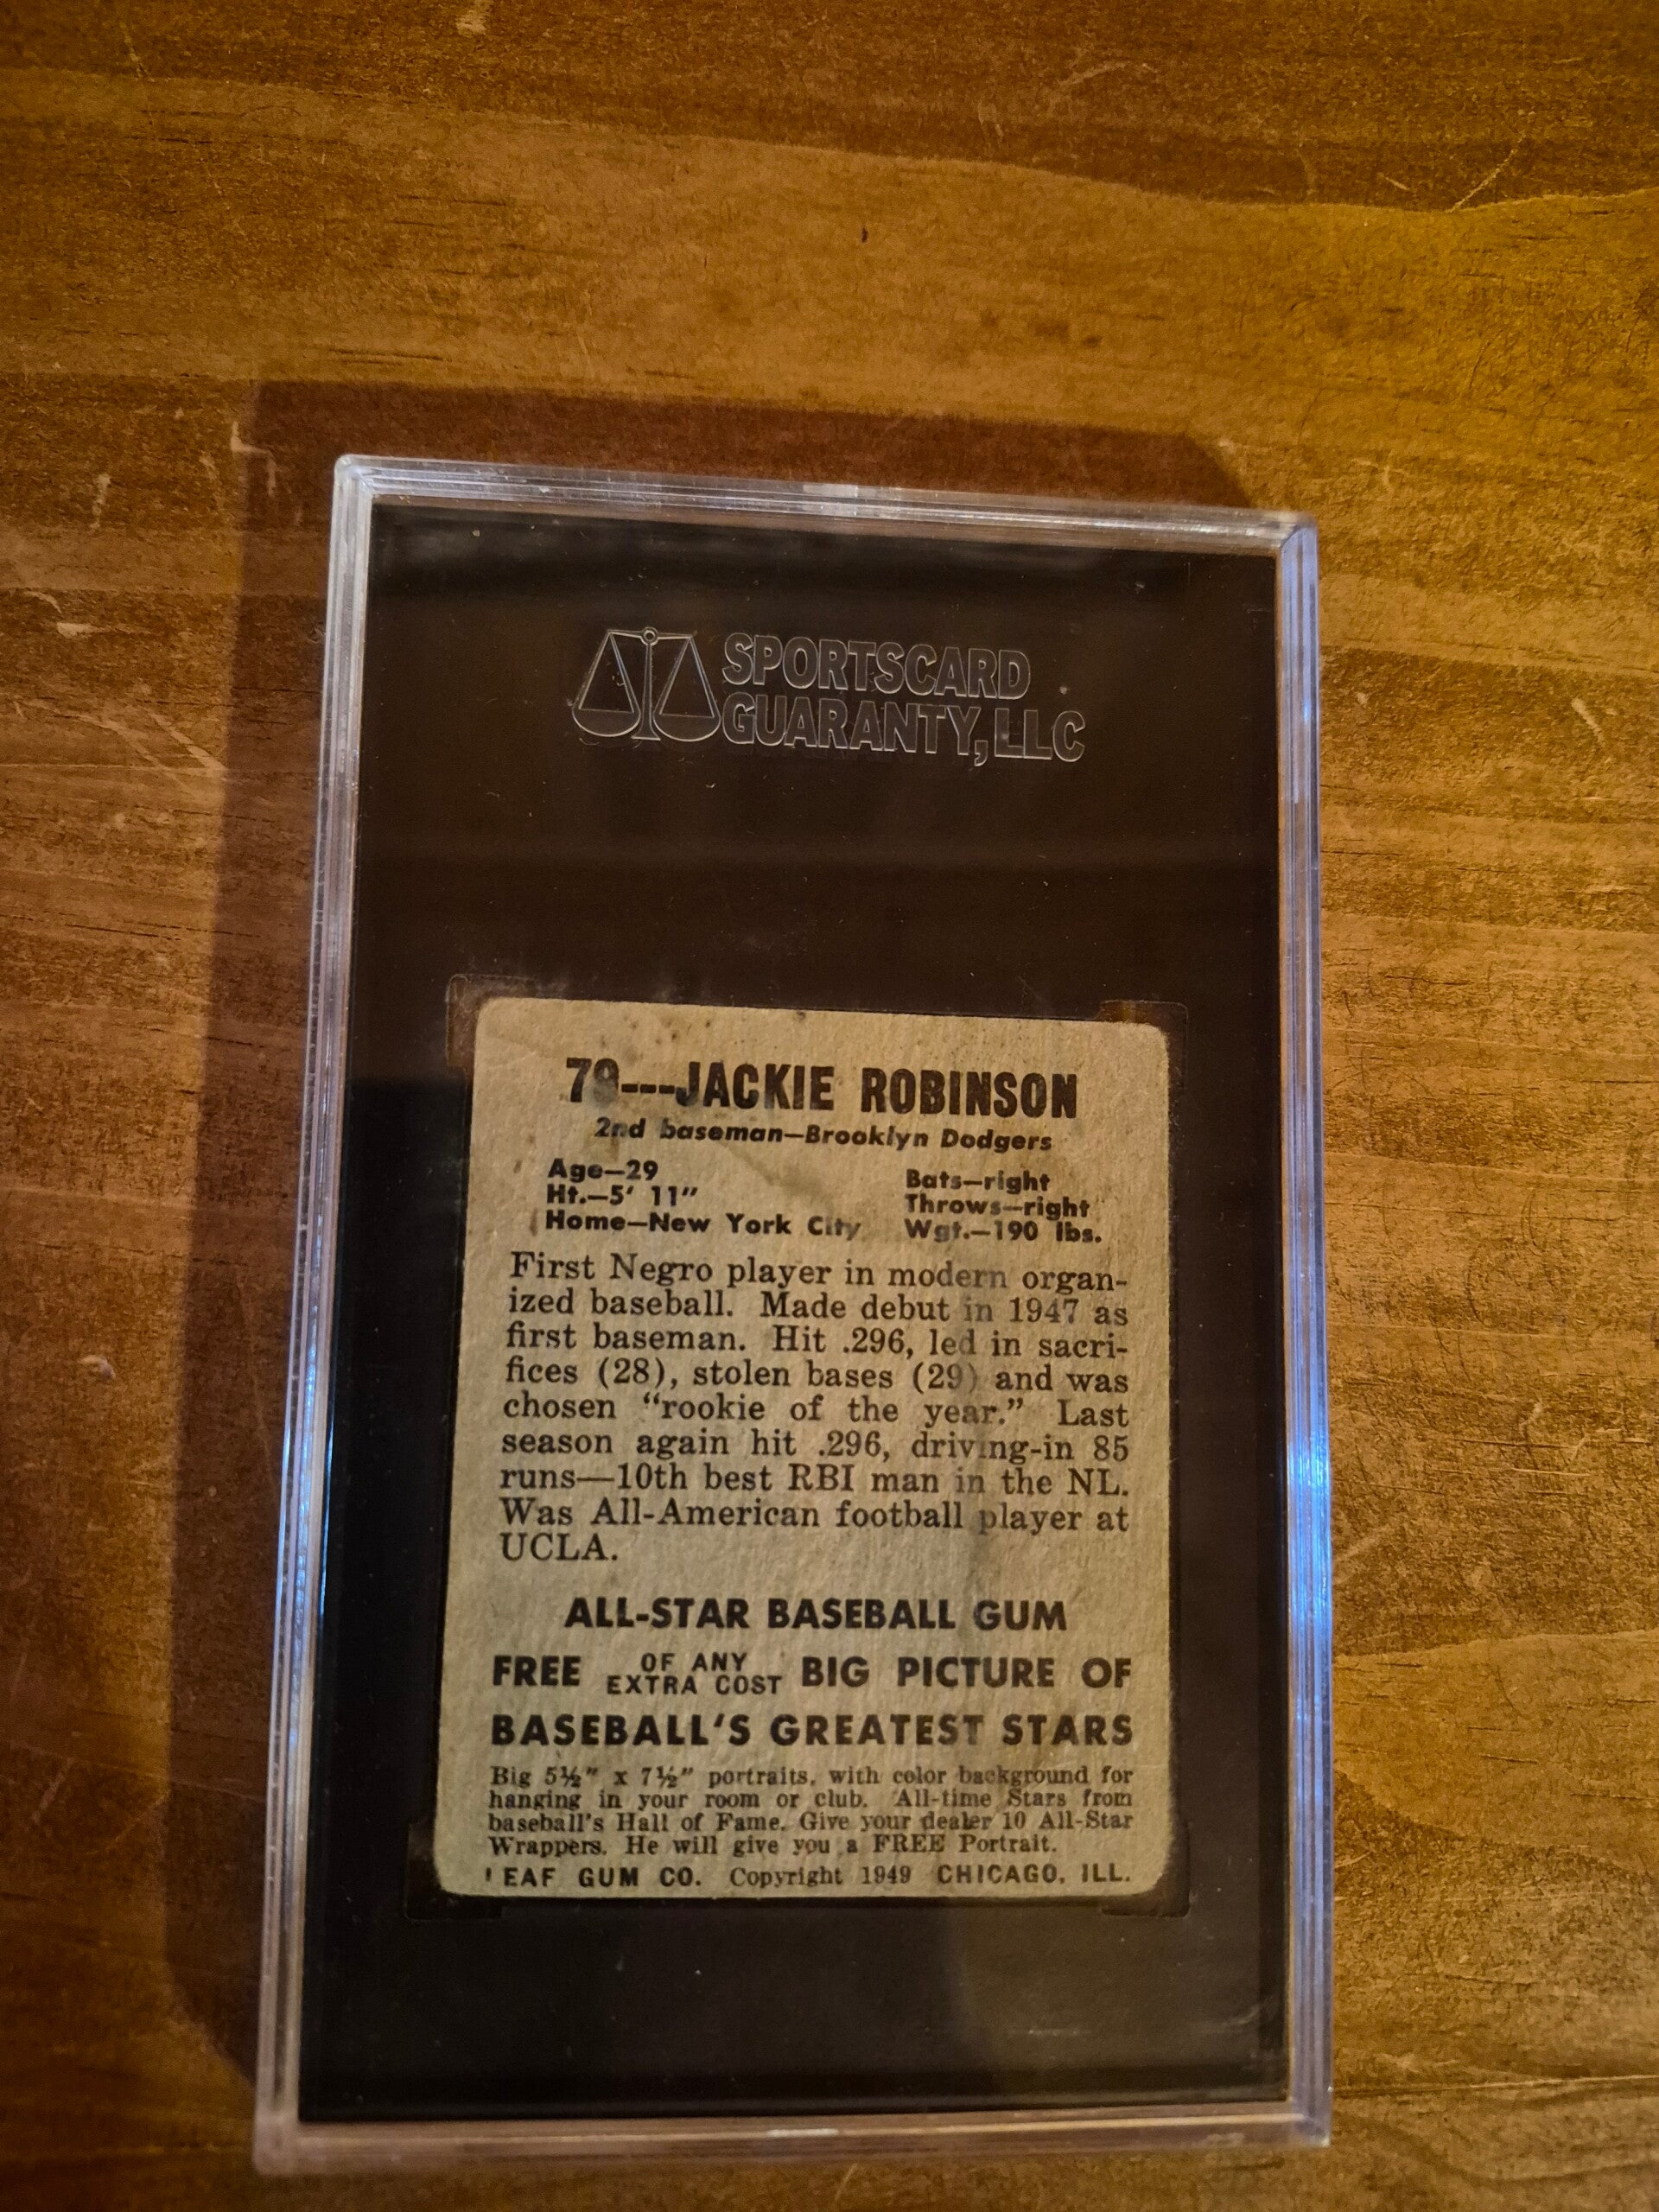 SPORTSCARD
GUARANTY, LLC
79---JACKIE ROBINSON
2nd baseman—Brooklyn Dodgers
Age—29 Bats—right
Ht.—5' 11" Throws—right
Home—New York City Wgt.—190 lbs.
First Negro player in modern organ-
ized baseball. Made debut in 1947 as
first baseman. Hit .296, led in sacri-
fices (28), stolen bases (29) and was
chosen "rookie of the year." Last
season again hit .296, driving-in 85
runs—10th best RBI man in the NL.
Was All-American football player at
UCLA.
ALL-STAR BASEBALL GUM
FREE OF ANY EXTRA COST BIG PICTURE OF
BASEBALL'S GREATEST STARS
Big 5½" x 7½" portraits, with color background for
hanging in your room or club. All-time Stars from
baseball's Hall of Fame. Give your dealer 10 All-Star
Wrappers. He will give you a FREE Portrait.
LEAF GUM CO. Copyright 1949 CHICAGO, ILL.